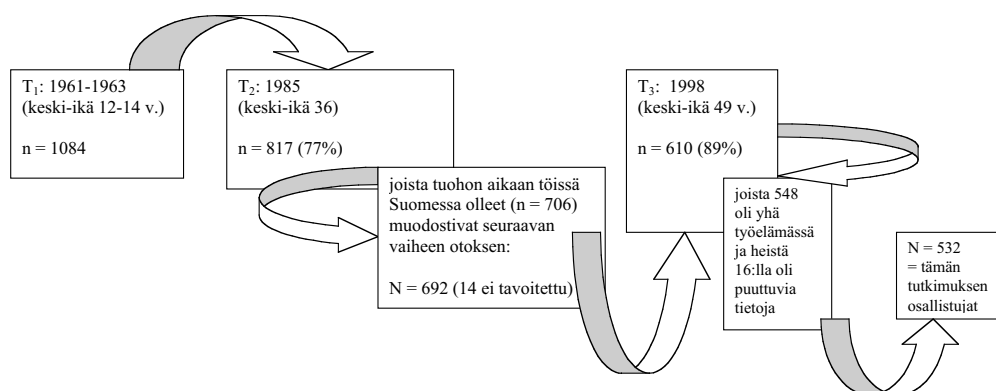 T₁: 1961-1963
(keski-ikä 12-14 v.)
n = 1084
T₂: 1985
(keski-ikä 36)
n = 817 (77%)
joista tuohon aikaan töissä
Suomessa olleet (n = 706)
muodostivat seuraavan
vaiheen otoksen:
N = 692 (14 ei tavoitettu)
T₃: 1998
(keski-ikä 49 v.)
n = 610 (89%)
joista 548
oli yhä
työelämässä
ja heistä
16:lla oli
puuttuvia
tietoja
N = 532
= tämän
tutkimuksen
osallistujat